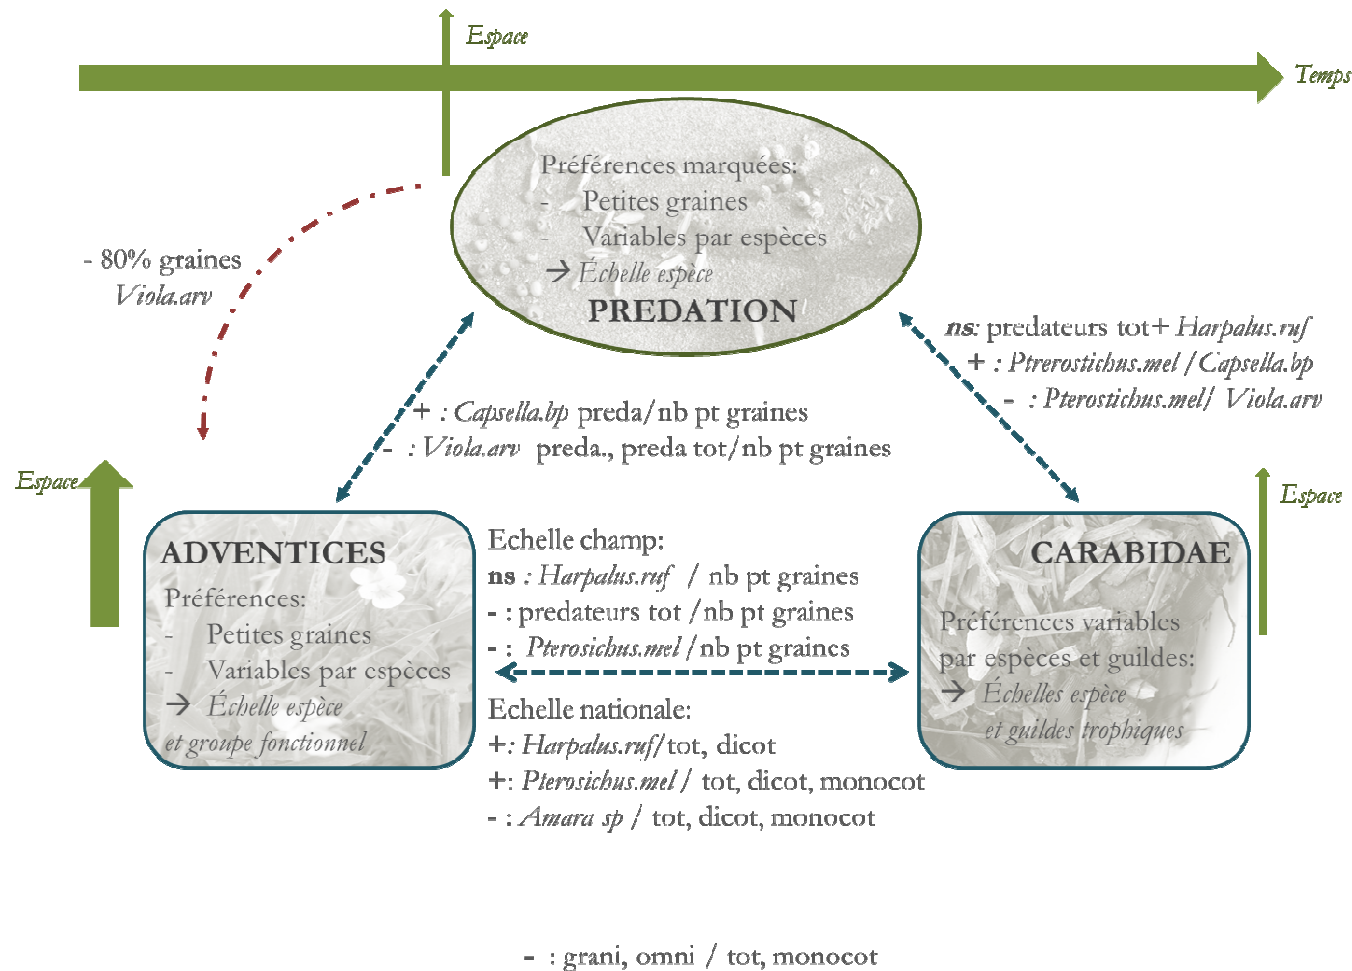 Espace
Temps
Préférences marquées:
- Petites graines
- Variables par espèces
→ Échelle espèce
PREDATION
- 80% graines
Viola.arv
ns: predateurs tot+ Harpalus.ruf
+ : Ptrerostichus.mel /Capsella.bp
- : Pterostichus.mel/ Viola.arv
+ : Capsella.bp preda/nb pt graines
- : Viola.arv preda., preda tot/nb pt graines
Espace
Espace
ADVENTICES
Préférences:
- Petites graines
- Variables par espèces
→ Échelle espèce
et groupe fonctionnel
Echelle champ:
ns : Harpalus.ruf / nb pt graines
- : predateurs tot /nb pt graines
- : Pterosichus.mel /nb pt graines
Echelle nationale:
+: Harpalus.ruf/tot, dicot
+: Pterosichus.mel / tot, dicot, monocot
- : Amara sp / tot, dicot, monocot
CARABIDAE
Préférences variables
par espèces et guildes:
→ Échelles espèce
et guildes trophiques
- : grani, omni / tot, monocot